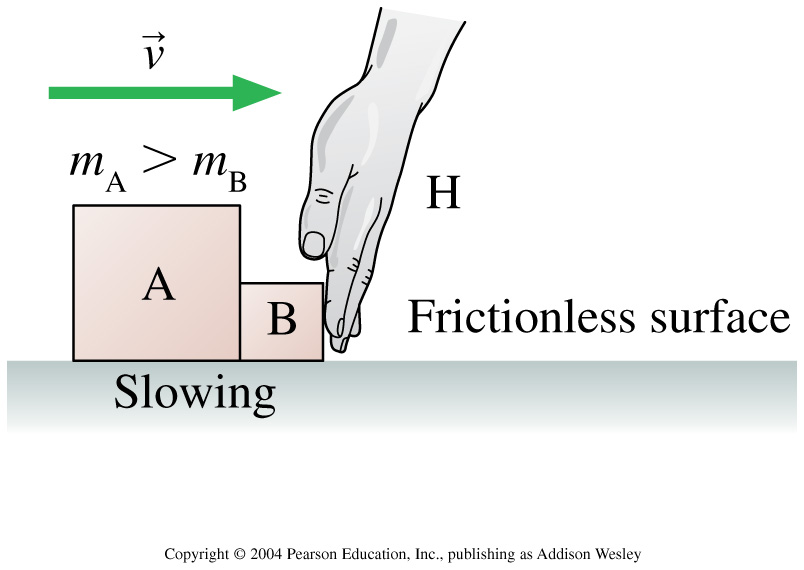 v⃗
m_A > m_B
H
A
B
Frictionless surface
Slowing
Copyright © 2004 Pearson Education, Inc., publishing as Addison Wesley